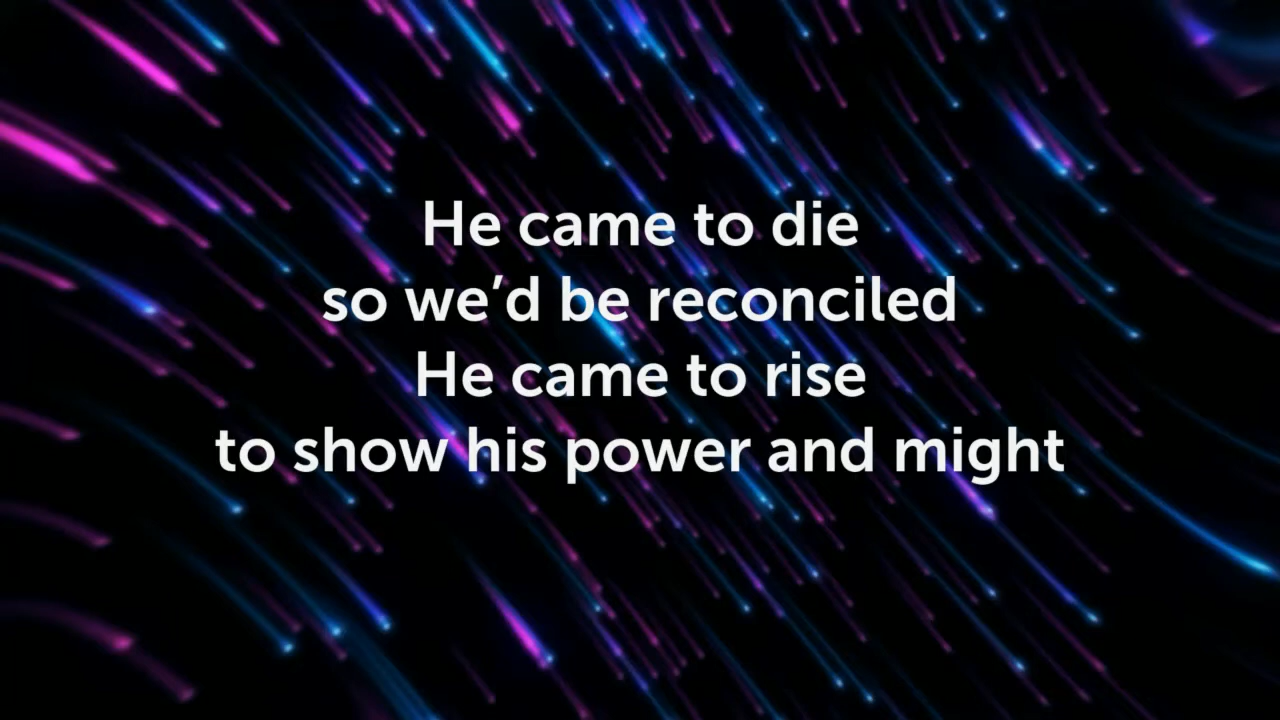 He came to die
so we’d be reconciled
He came to rise
to show his power and might